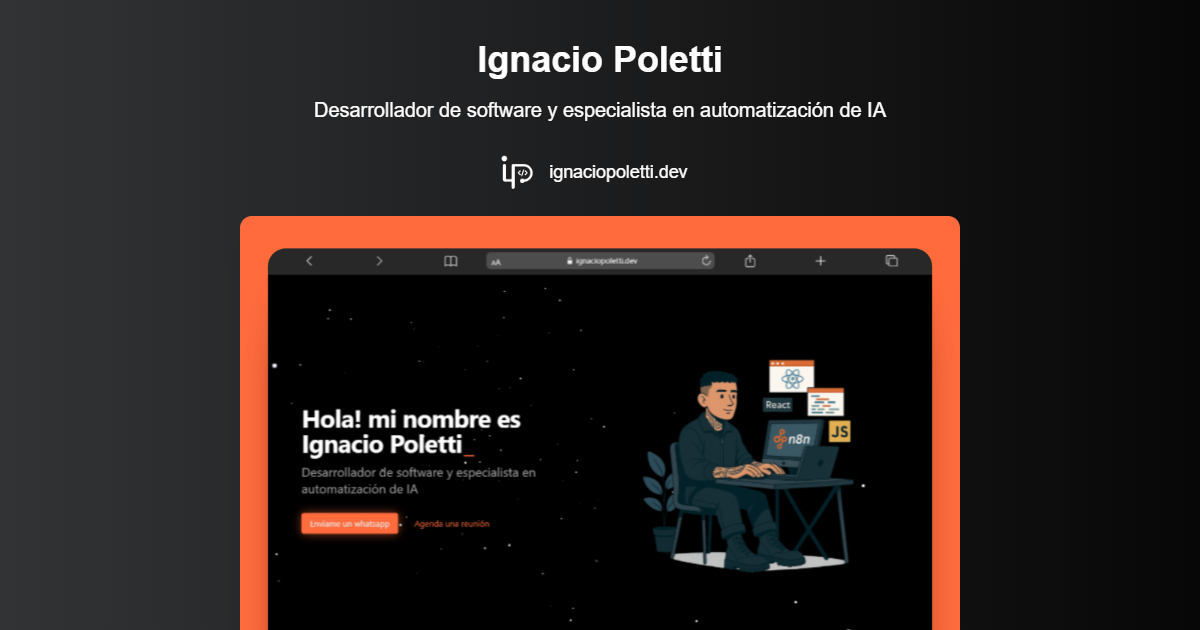 Ignacio Poletti
Desarrollador de software y especialista en automatización de IA
ignaciopoletti.dev
AA
ignaciopoletti.dev
Hola! mi nombre es
Ignacio Poletti_
Desarrollador de software y especialista en
automatización de IA
Enviame un whatsapp
Agenda una reunión
React
n8n
JS